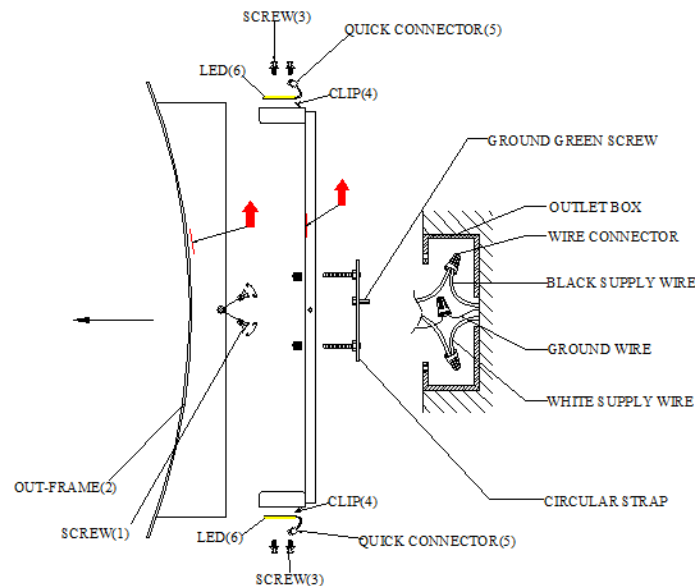 SCREW(3)
QUICK CONNECTOR(5)
LED(6)
CLIP(4)
GROUND GREEN SCREW
OUTLET BOX
WIRE CONNECTOR
BLACK SUPPLY WIRE
GROUND WIRE
WHITE SUPPLY WIRE
OUT-FRAME(2)
CLIP(4)
CIRCULAR STRAP
SCREW(1)
LED(6)
QUICK CONNECTOR(5)
SCREW(3)